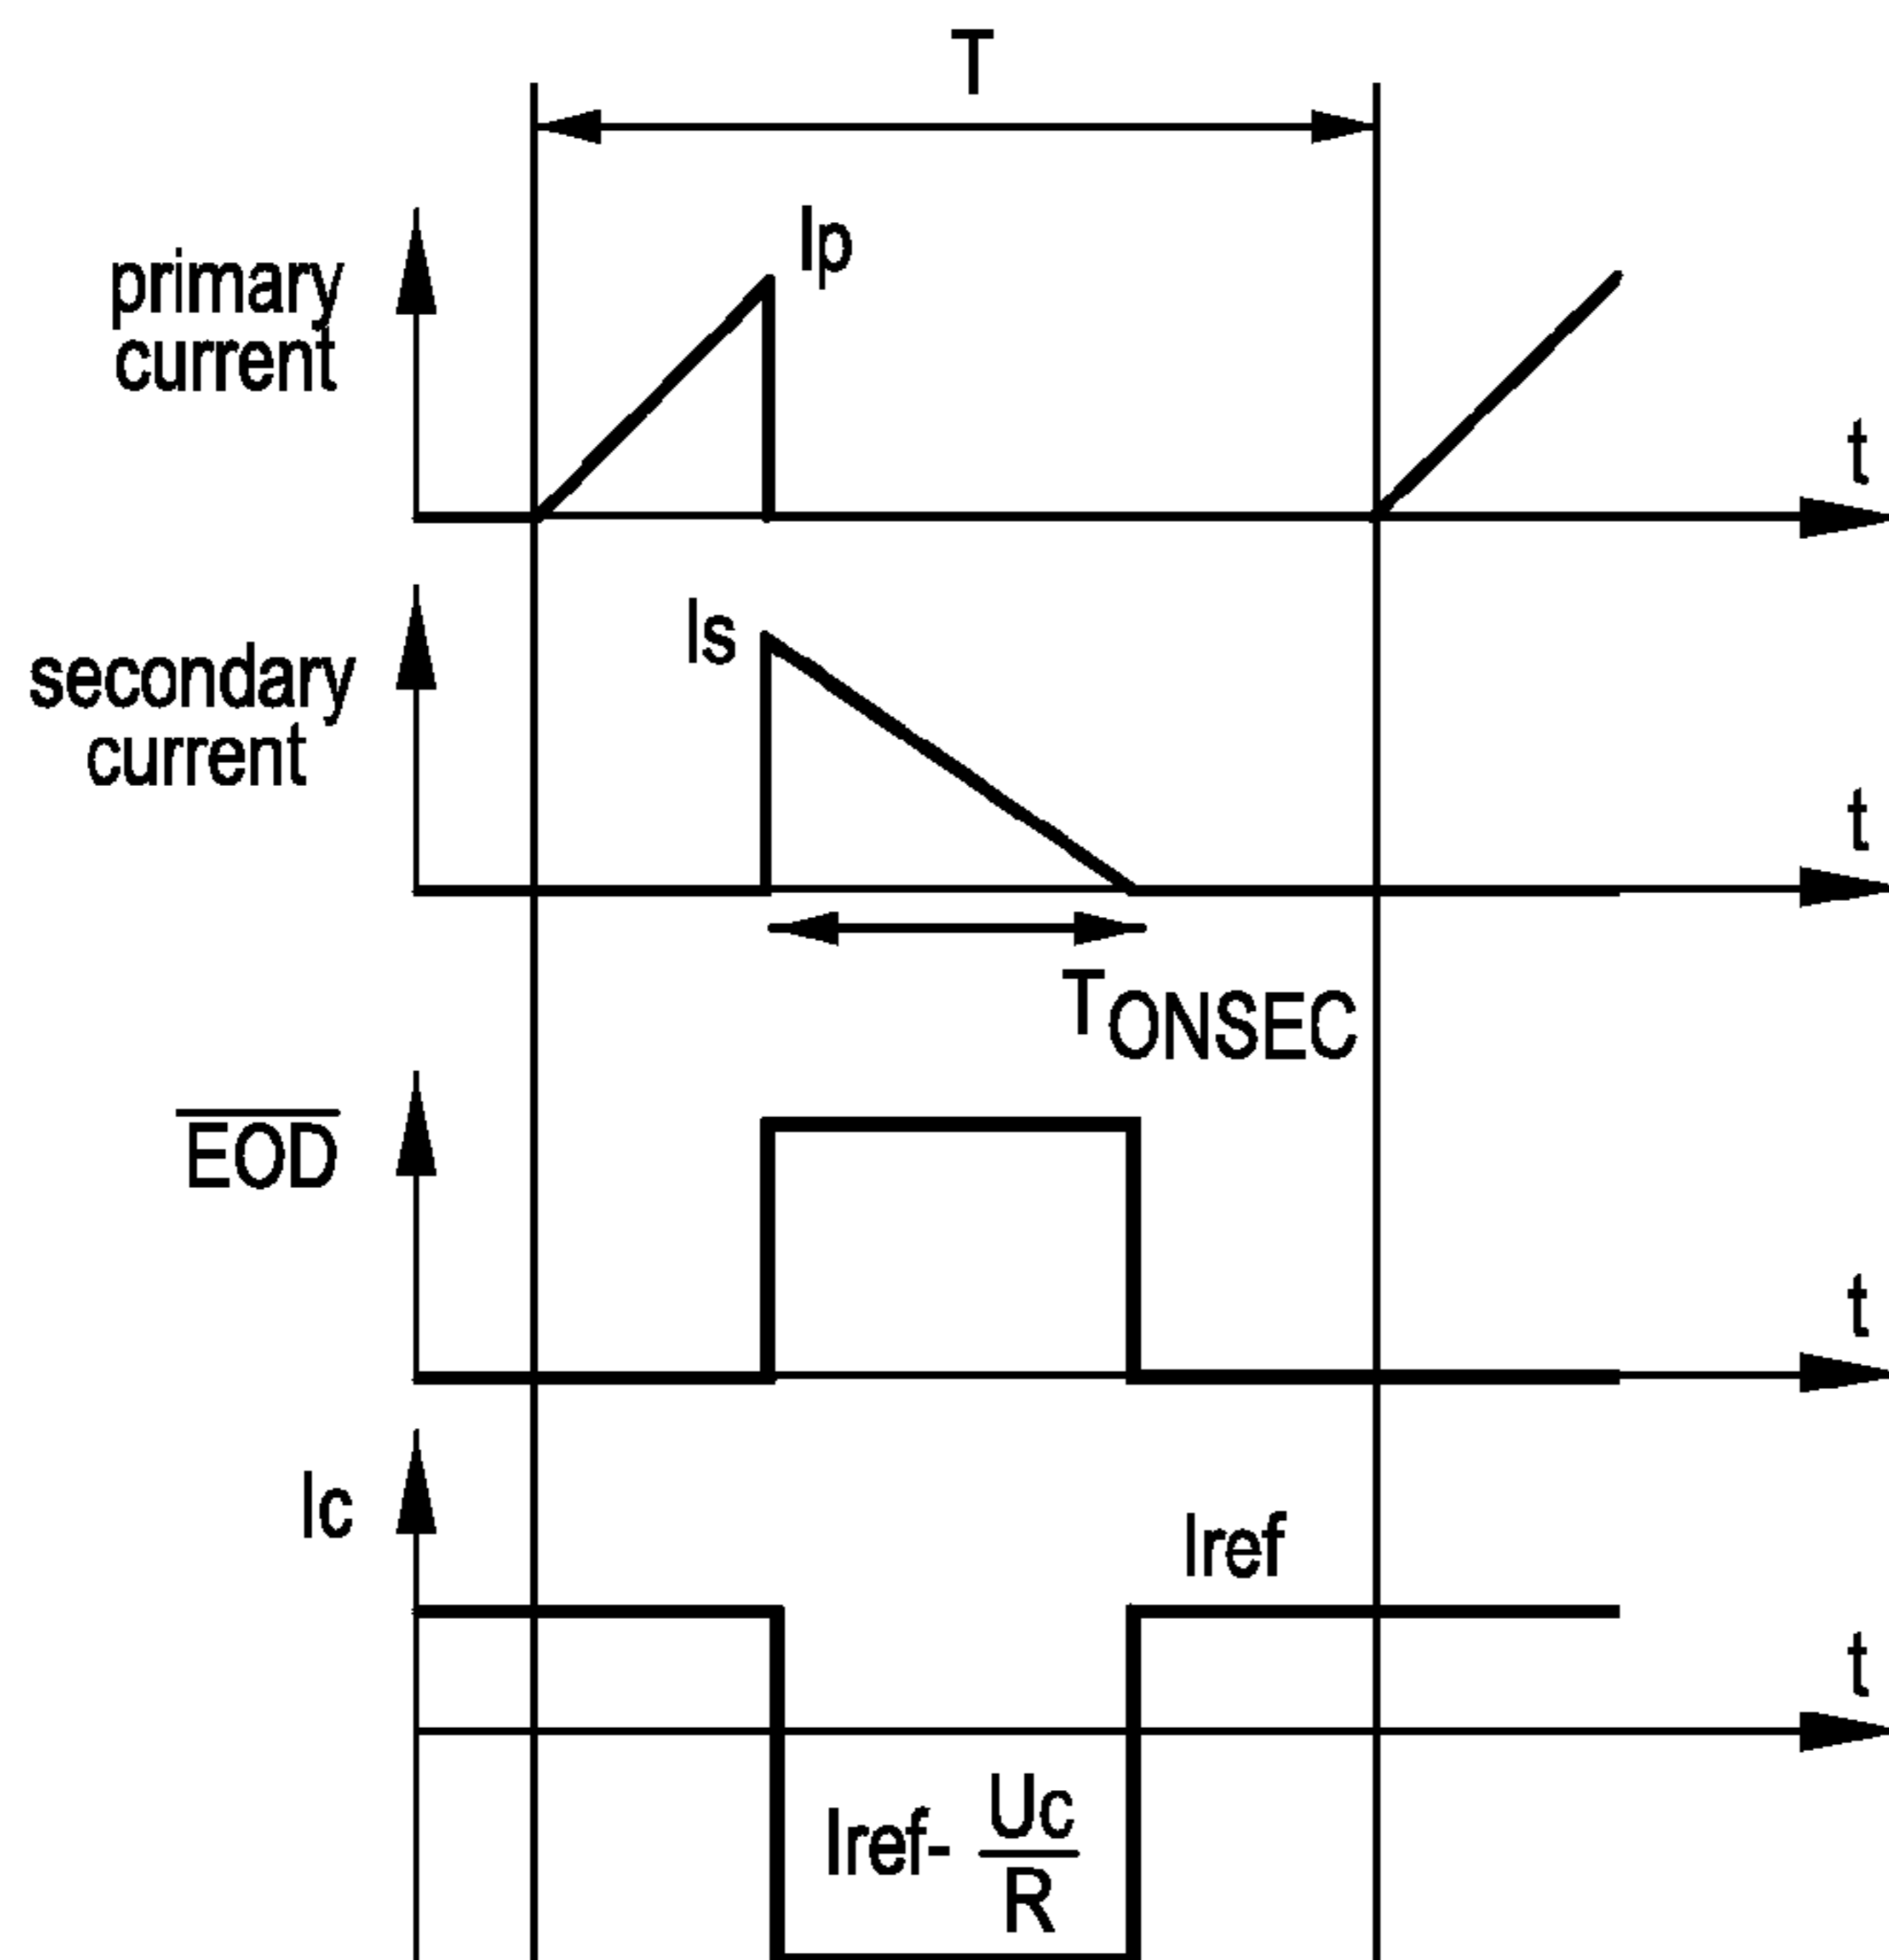 T
Ip
primary
current
t
Is
secondary
current
t
TONSEC
EOD
t
Ic
Iref
t
Iref- Uc
R